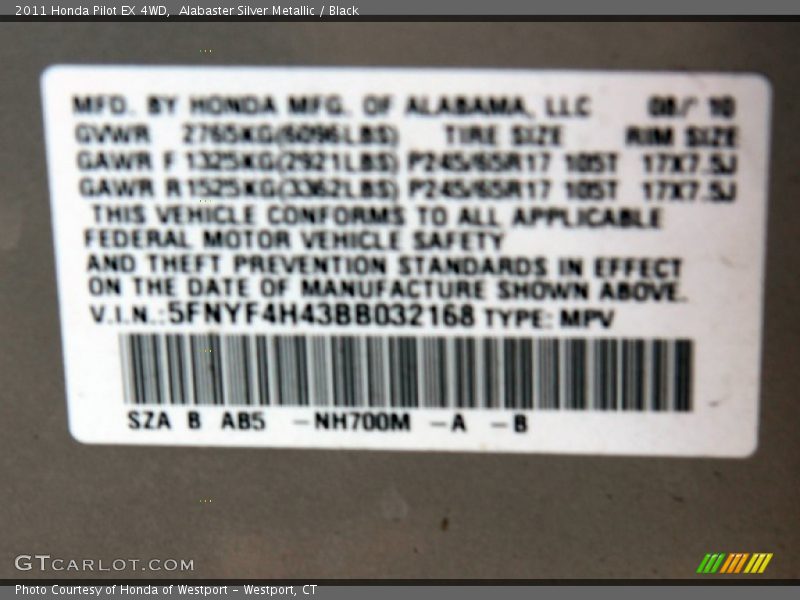 2011 Honda Pilot EX 4WD,  Alabaster Silver Metallic / Black
MFD. BY HONDA MFG. OF ALABAMA, LLC 08/ 10
GVWR 2765KG(6096LBS) TIRE SIZE RIM SIZE
GAWR F 1325KG(2921LBS) P245/65R17 105T 17X7.5J
GAWR R 1525KG(3362LBS) P245/65R17 105T 17X7.5J
THIS VEHICLE CONFORMS TO ALL APPLICABLE
FEDERAL MOTOR VEHICLE SAFETY
AND THEFT PREVENTION STANDARDS IN EFFECT
ON THE DATE OF MANUFACTURE SHOWN ABOVE.
V.I.N.: 5FNYF4H43BB032168 TYPE: MPV
SZA B AB5 -NH700M -A -B
GTCARLOT.COM
Photo Courtesy of Honda of Westport - Westport, CT